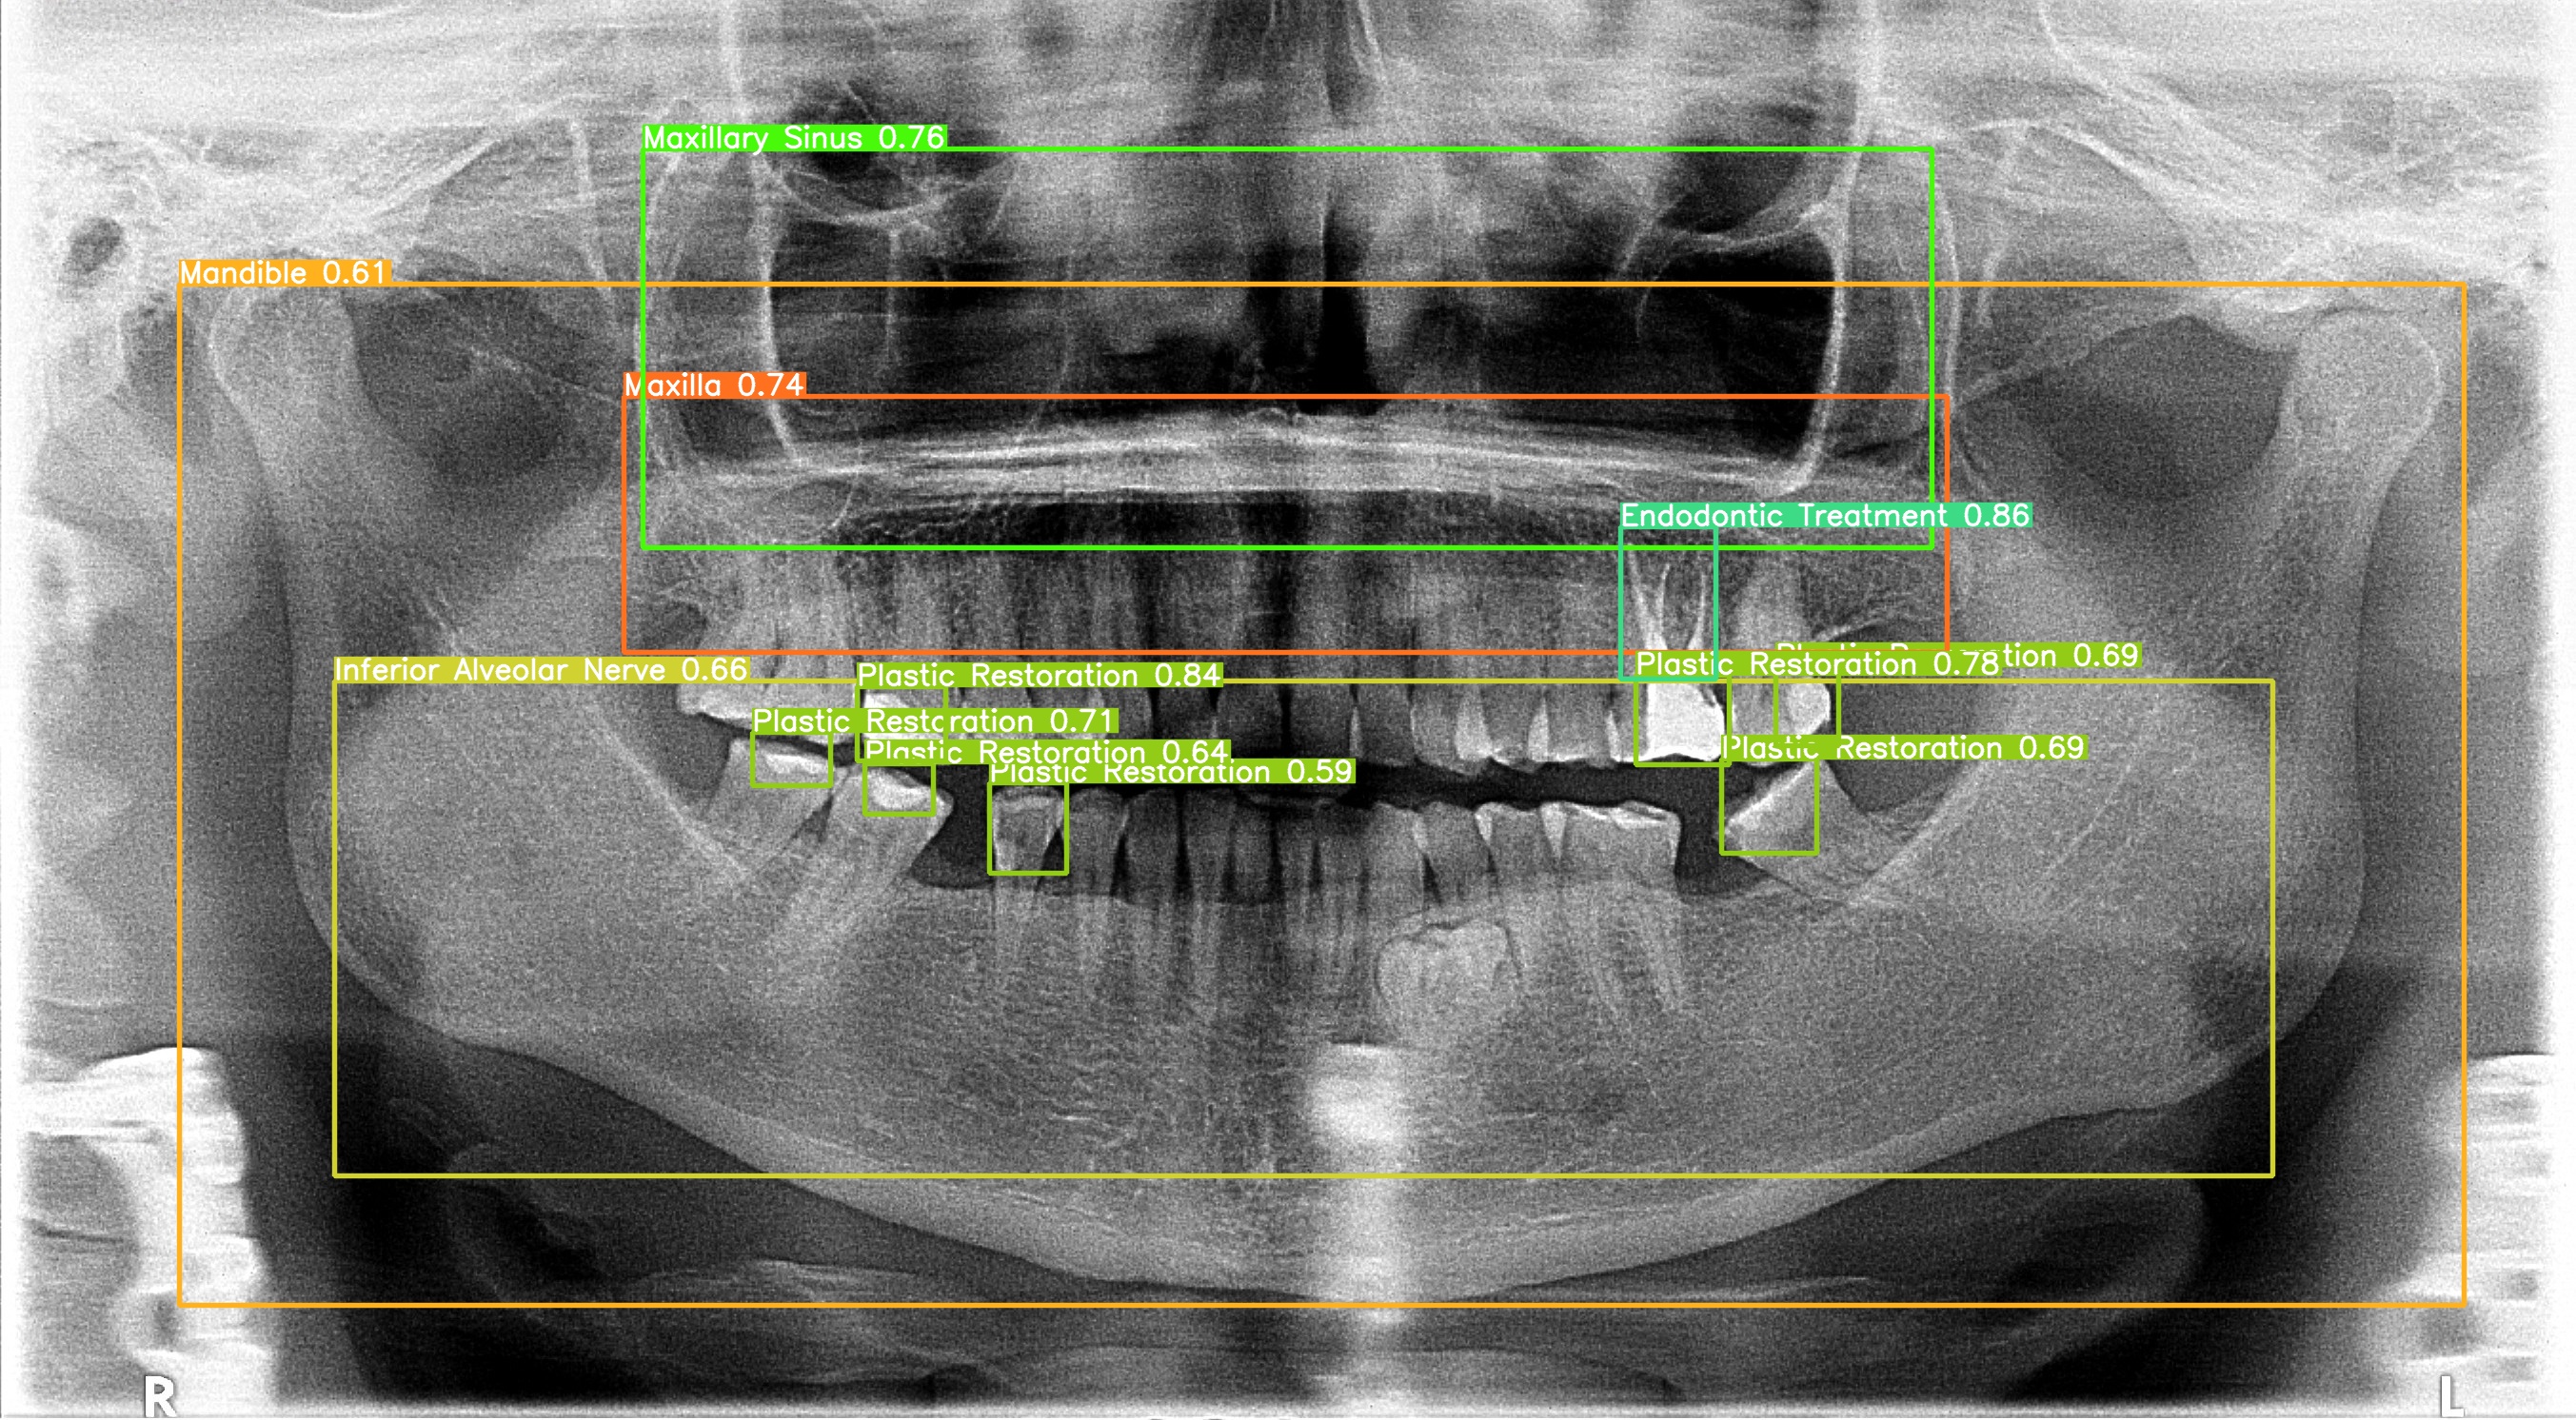 Maxillary Sinus 0.76
Mandible 0.61
Maxilla 0.74
Endodontic Treatment 0.86
tion 0.69
Plastic Restoration 0.78
Inferior Alveolar Nerve 0.66
Plastic Restoration 0.84
Plastic Restoration 0.71
Plastic Restoration 0.69
Plastic Restoration 0.64
Plastic Restoration 0.59
R
L